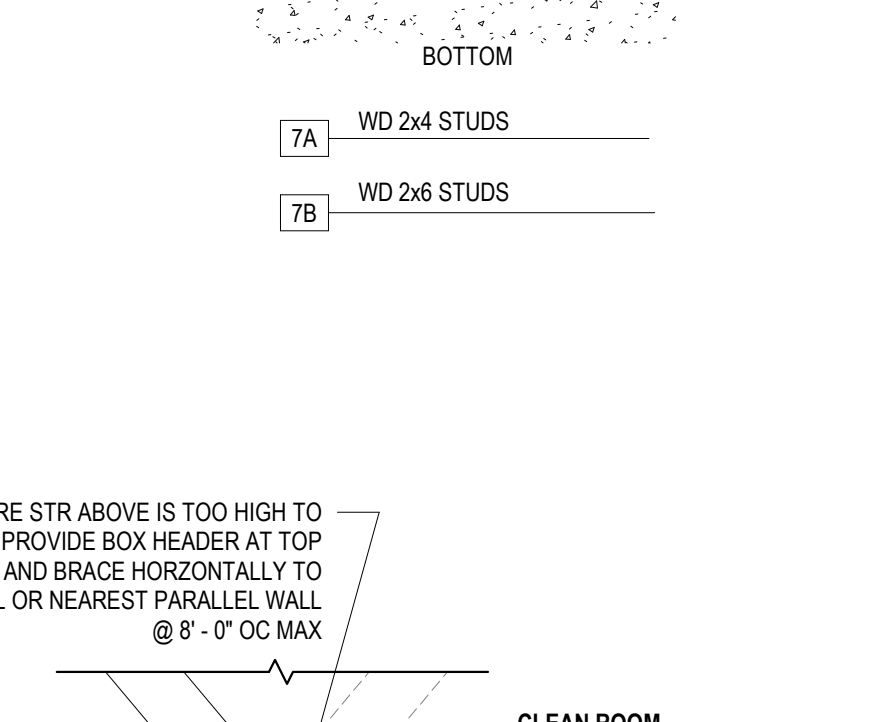 BOTTOM
7A WD 2x4 STUDS
7B WD 2x6 STUDS
STR ABOVE IS TOO HIGH TO
PROVIDE BOX HEADER AT TOP
AND BRACE HORZONTALLY TO
OR NEAREST PARALLEL WALL
@ 8' - 0" OC MAX
CLEAN ROOM